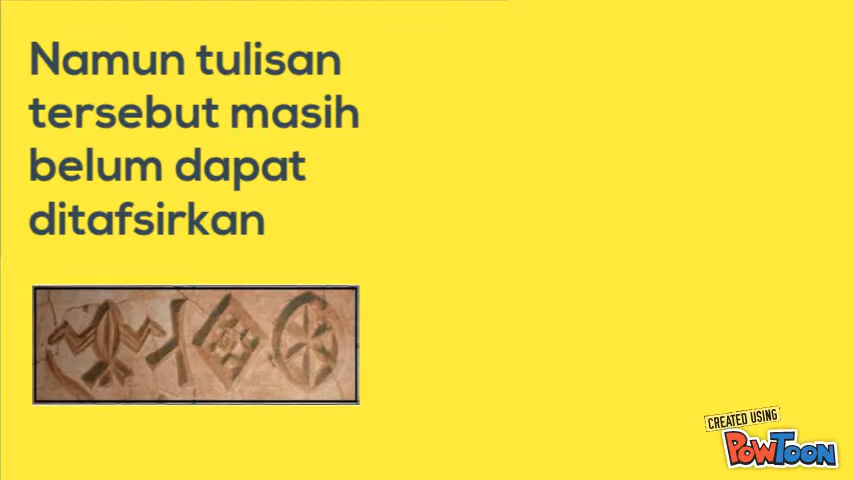 Namun tulisan
tersebut masih
belum dapat
ditafsirkan
CREATED USING
POWTOON